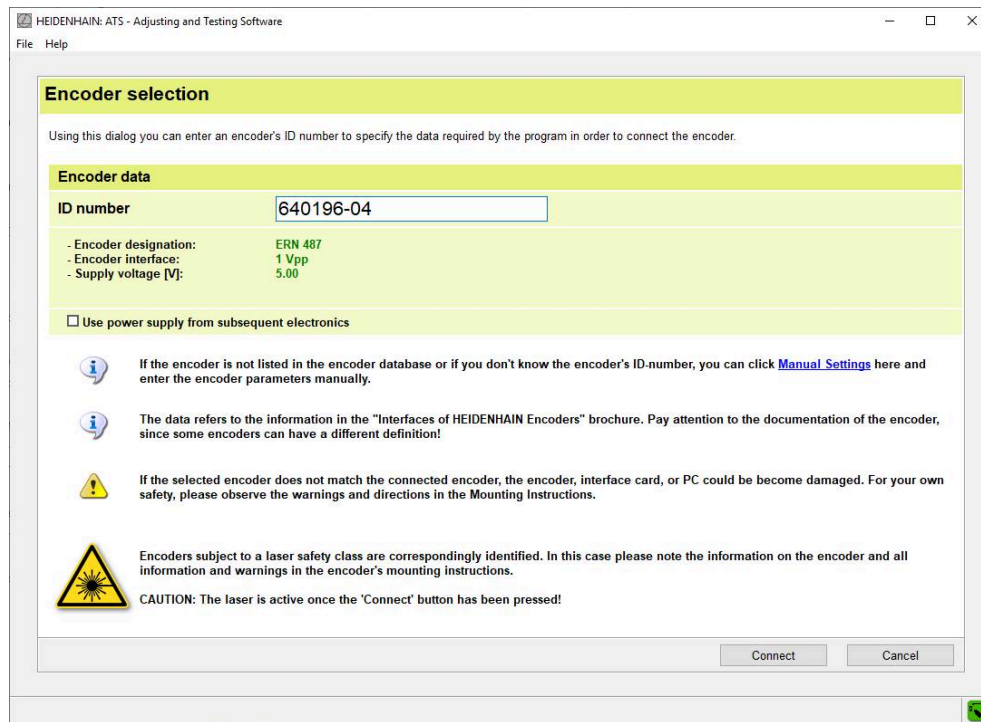 HEIDENHAIN: ATS - Adjusting and Testing Software
File Help
Encoder selection
Using this dialog you can enter an encoder's ID number to specify the data required by the program in order to connect the encoder.
Encoder data
ID number 640196-04
- Encoder designation: ERN 487
- Encoder interface: 1 Vpp
- Supply voltage [V]: 5.00
Use power supply from subsequent electronics
If the encoder is not listed in the encoder database or if you don't know the encoder's ID-number, you can click Manual Settings here and
enter the encoder parameters manually.
The data refers to the information in the "Interfaces of HEIDENHAIN Encoders" brochure. Pay attention to the documentation of the encoder,
since some encoders can have a different definition!
If the selected encoder does not match the connected encoder, the encoder, interface card, or PC could be become damaged. For your own
safety, please observe the warnings and directions in the Mounting Instructions.
Encoders subject to a laser safety class are correspondingly identified. In this case please note the information on the encoder and all
information and warnings in the encoder's mounting instructions.
CAUTION: The laser is active once the 'Connect' button has been pressed!
Connect Cancel